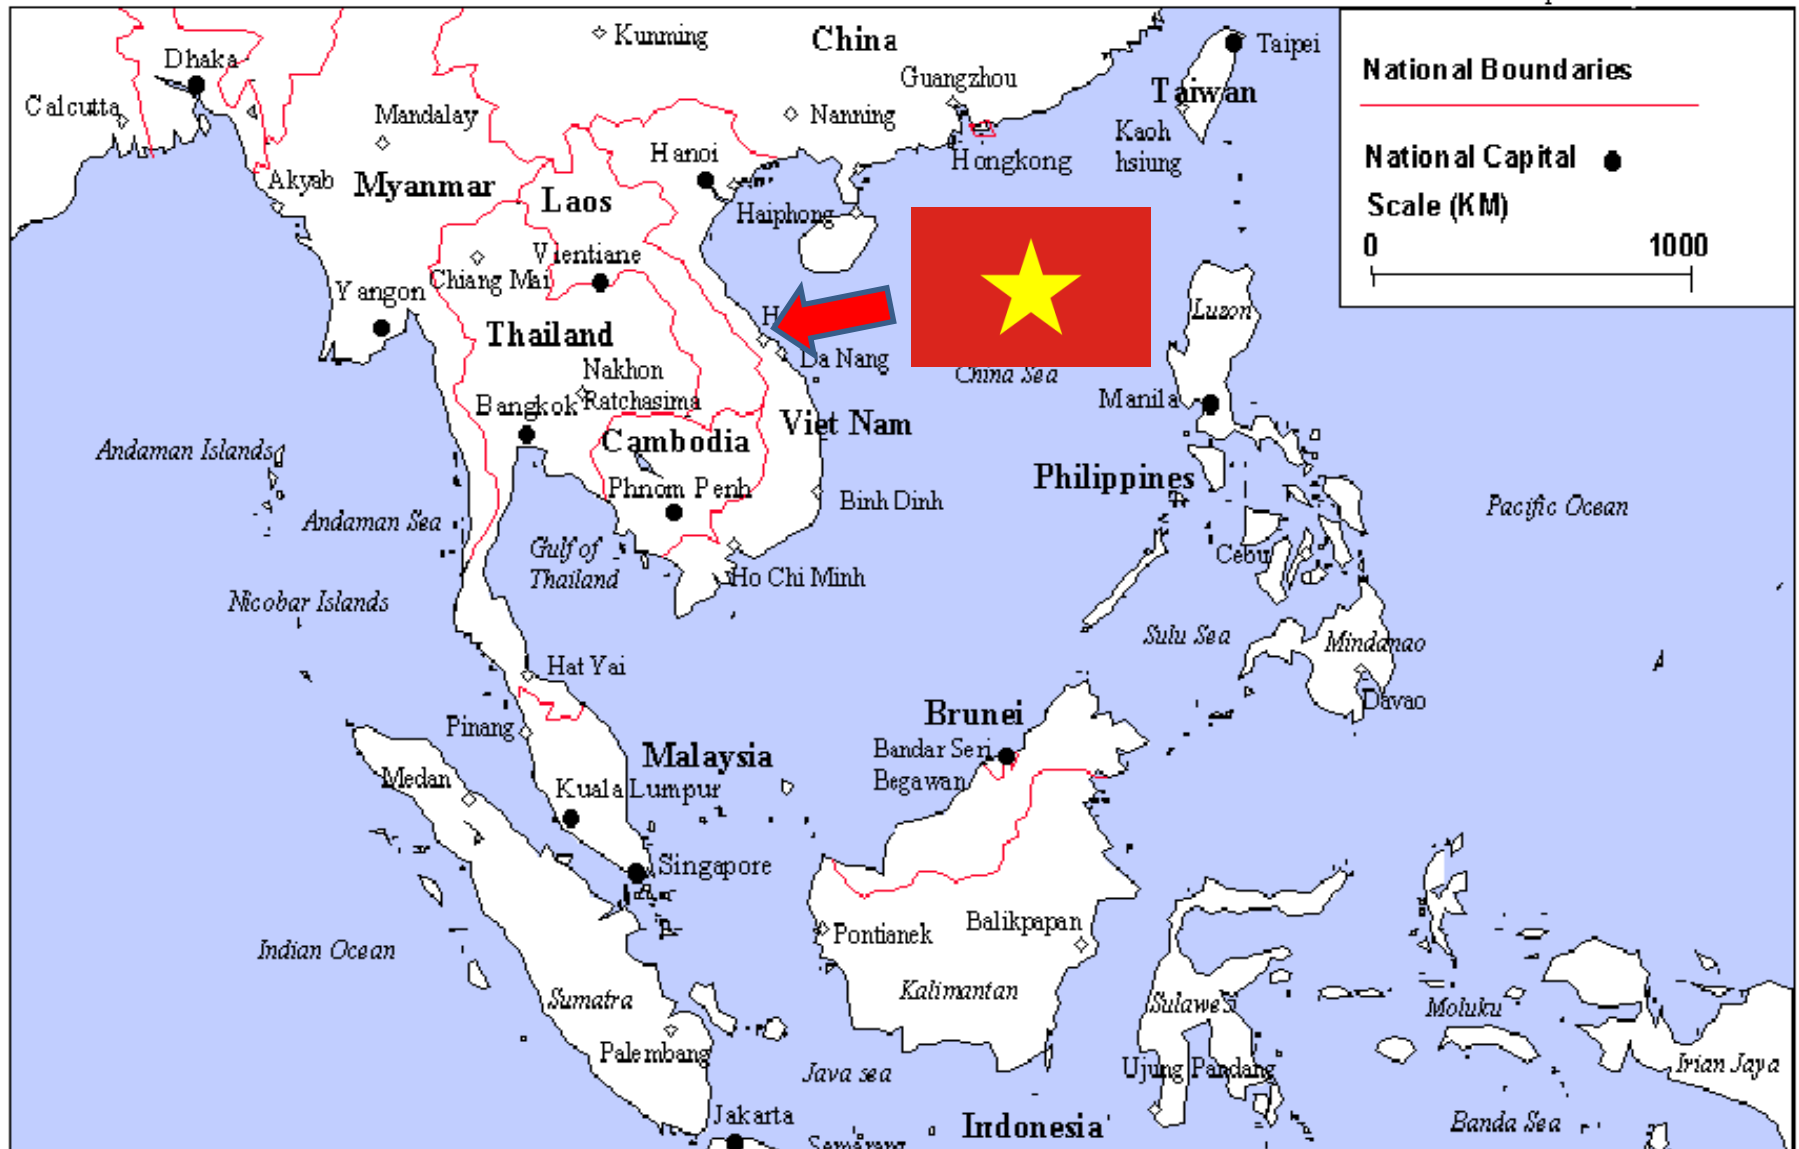 Kunming
China
Taipei
Dhaka
Guangzhou
National Boundaries
Taiwan
Calcutta
Mandalay
Nanning
Kaoh
hsiung
Hanoi
Hongkong
National Capital
Akyab
Myanmar
Laos
Haiphong
Scale (KM)
0
1000
Vientiane
Chiang Mai
Yangon
Luzon
Thailand
Da Nang
Nakhon
Ratchasima
China Sea
Bangkok
Manila
Viet Nam
Cambodia
Andaman Islands
Philippines
Phnom Penh
Binh Dinh
Pacific Ocean
Andaman Sea
Gulf of
Thailand
Cebu
Ho Chi Minh
Nicobar Islands
Sulu Sea
Mindanao
Hat Yai
Davao
Brunei
Pinang
Malaysia
Bandar Seri
Begawan
Medan
Kuala Lumpur
Singapore
Balikpapan
Pontianek
Indian Ocean
Kalimantan
Sumatra
Sulawesi
Moluku
Palembang
Java sea
Ujung Pandang
Irian Jaya
Jakarta
Indonesia
Banda Sea